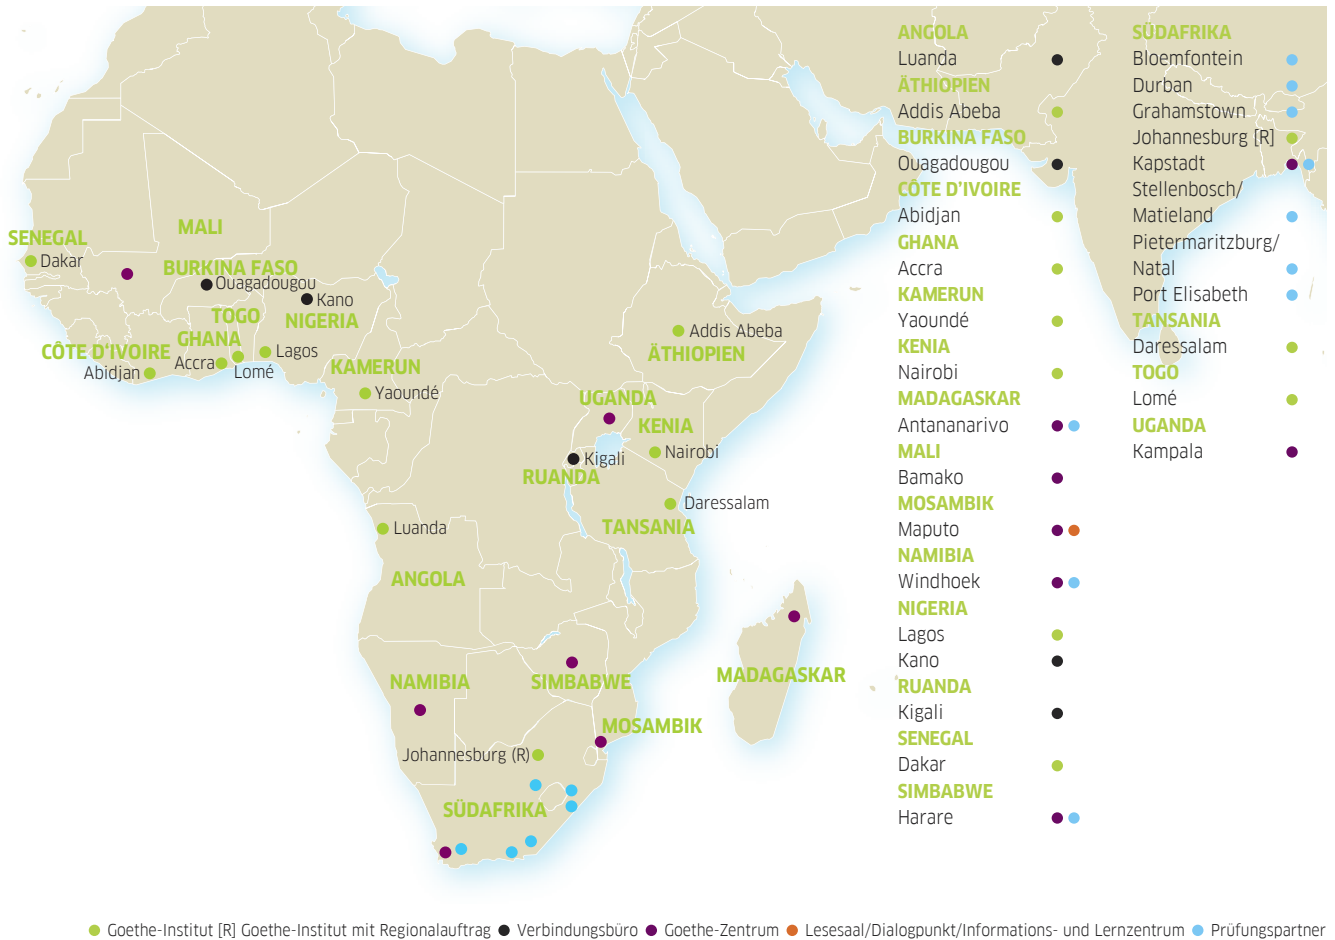 SENEGAL
Dakar
MALI
BURKINA FASO
Ouagadougou
Kano
NIGERIA
TOGO
GHANA
CÔTE D'IVOIRE
Abidjan
Accra
Lomé
Lagos
KAMERUN
Yaoundé
Addis Abeba
ÄTHIOPIEN
UGANDA
KENIA
Nairobi
Kigali
RUANDA
Daressalam
TANSANIA
Luanda
ANGOLA
NAMIBIA
SIMBABWE
MADAGASKAR
MOSAMBIK
Johannesburg (R)
SÜDAFRIKA
ANGOLA
Luanda
ÄTHIOPIEN
Addis Abeba
BURKINA FASO
Ouagadougou
CÔTE D'IVOIRE
Abidjan
GHANA
Accra
KAMERUN
Yaoundé
KENIA
Nairobi
MADAGASKAR
Antananarivo
MALI
Bamako
MOSAMBIK
Maputo
NAMIBIA
Windhoek
NIGERIA
Lagos
Kano
RUANDA
Kigali
SENEGAL
Dakar
SIMBABWE
Harare
SÜDAFRIKA
Bloemfontein
Durban
Grahamstown
Johannesburg [R]
Kapstadt
Stellenbosch/
Matieland
Pietermaritzburg/
Natal
Port Elisabeth
TANSANIA
Daressalam
TOGO
Lomé
UGANDA
Kampala
Goethe-Institut [R] Goethe-Institut mit Regionalauftrag Verbindungsbüro Goethe-Zentrum Lesesaal/Dialogpunkt/Informations- und Lernzentrum Prüfungspartner